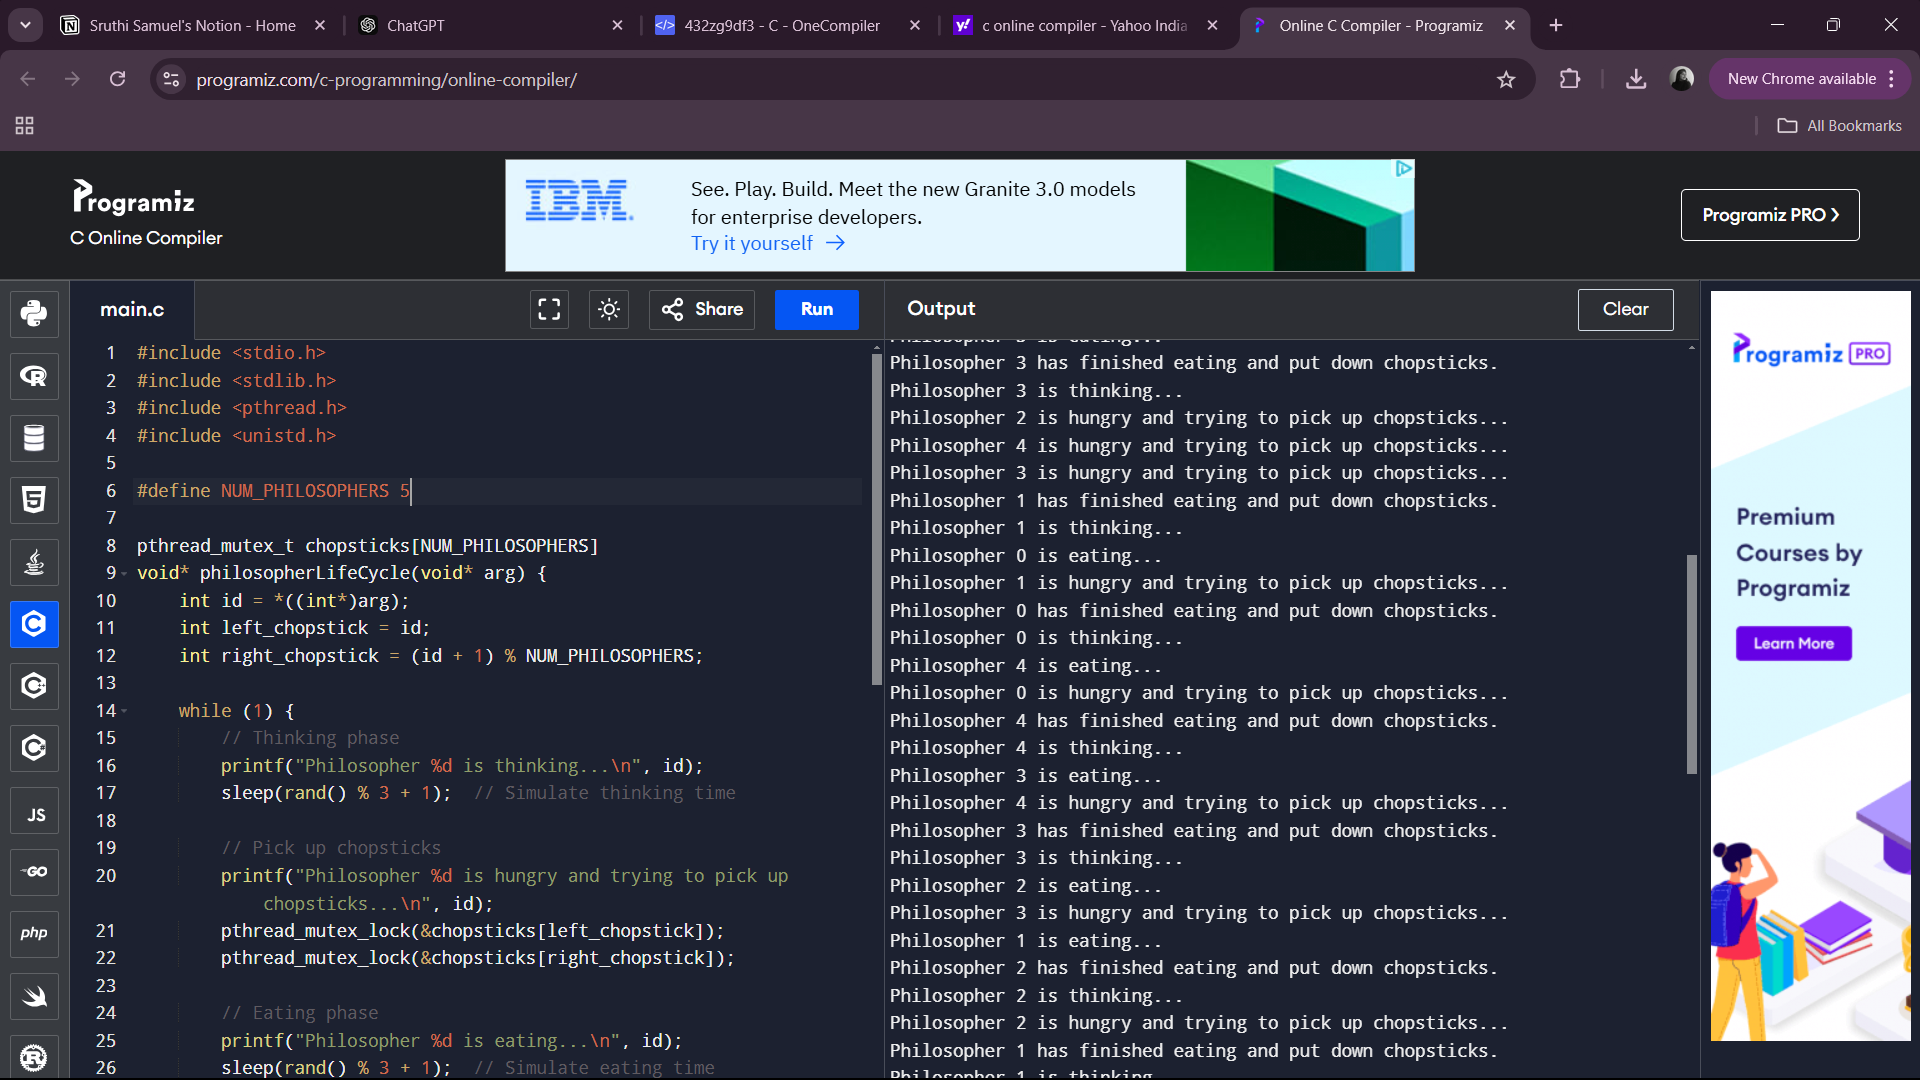 Sruthi Samuel's Notion - Home
ChatGPT
432zg9df3 - C - OneCompiler
c online compiler - Yahoo India
Online C Compiler - Programiz
programiz.com/c-programming/online-compiler/
New Chrome available
All Bookmarks
Programiz
C Online Compiler
IBM.
See. Play. Build. Meet the new Granite 3.0 models
for enterprise developers.
Try it yourself →
Programiz PRO ›
main.c
Share
Run
Output
Clear
1 #include <stdio.h>
2 #include <stdlib.h>
3 #include <pthread.h>
4 #include <unistd.h>
5
6 #define NUM_PHILOSOPHERS 5
7
8 pthread_mutex_t chopsticks[NUM_PHILOSOPHERS]
9 void* philosopherLifeCycle(void* arg) {
10 int id = *((int*)arg);
11 int left_chopstick = id;
12 int right_chopstick = (id + 1) % NUM_PHILOSOPHERS;
13
14 while (1) {
15 // Thinking phase
16 printf("Philosopher %d is thinking...\n", id);
17 sleep(rand() % 3 + 1);  // Simulate thinking time
18
19 // Pick up chopsticks
20 printf("Philosopher %d is hungry and trying to pick up
chopsticks...\n", id);
21 pthread_mutex_lock(&chopsticks[left_chopstick]);
22 pthread_mutex_lock(&chopsticks[right_chopstick]);
23
24 // Eating phase
25 printf("Philosopher %d is eating...\n", id);
26 sleep(rand() % 3 + 1);  // Simulate eating time
Philosopher 3 is eating...
Philosopher 3 has finished eating and put down chopsticks.
Philosopher 3 is thinking...
Philosopher 2 is hungry and trying to pick up chopsticks...
Philosopher 4 is hungry and trying to pick up chopsticks...
Philosopher 3 is hungry and trying to pick up chopsticks...
Philosopher 1 has finished eating and put down chopsticks.
Philosopher 1 is thinking...
Philosopher 0 is eating...
Philosopher 1 is hungry and trying to pick up chopsticks...
Philosopher 0 has finished eating and put down chopsticks.
Philosopher 0 is thinking...
Philosopher 4 is eating...
Philosopher 0 is hungry and trying to pick up chopsticks...
Philosopher 4 has finished eating and put down chopsticks.
Philosopher 4 is thinking...
Philosopher 3 is eating...
Philosopher 4 is hungry and trying to pick up chopsticks...
Philosopher 3 has finished eating and put down chopsticks.
Philosopher 3 is thinking...
Philosopher 2 is eating...
Philosopher 3 is hungry and trying to pick up chopsticks...
Philosopher 1 is eating...
Philosopher 2 has finished eating and put down chopsticks.
Philosopher 2 is thinking...
Philosopher 2 is hungry and trying to pick up chopsticks...
Philosopher 1 has finished eating and put down chopsticks.
Philosopher 1 is thinking
Programiz PRO
Premium
Courses by
Programiz
Learn More
JS
GO
php